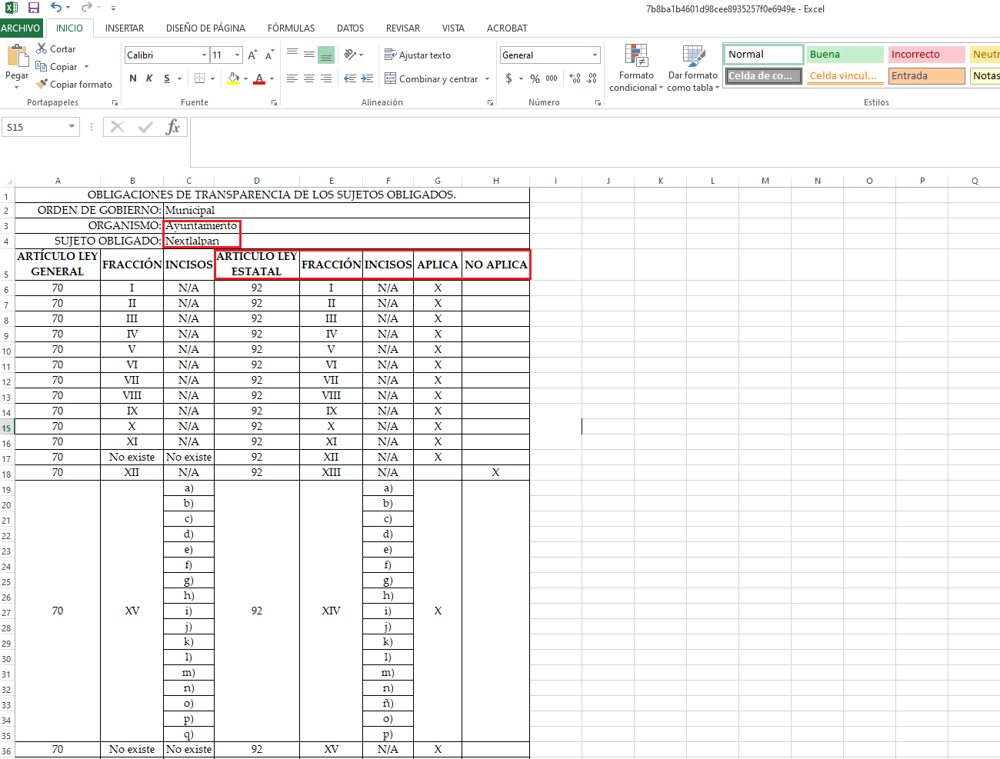 7b8ba1b4601d98cee8935257f0e6949e - Excel
ARCHIVO INICIO INSERTAR DISEÑO DE PÁGINA FÓRMULAS DATOS REVISAR VISTA ACROBAT
Pegar
Cortar
Copiar
Copiar formato
Portapapeles
Calibri 11
N K S A
Fuente
Ajustar texto
Combinar y centrar
Alineación
General
$ % 000
Número
Formato condicional
Dar formato como tabla
Normal Buena Incorrecto Neutr
Celda de co... Celda vincul... Entrada Notas
Estilos
S15 fx
A B C D E F G H I J K L M N O P Q
1 OBLIGACIONES DE TRANSPARENCIA DE LOS SUJETOS OBLIGADOS.
2 ORDEN DE GOBIERNO: Municipal
3 ORGANISMO: Ayuntamiento
4 SUJETO OBLIGADO: Nextlalpan
5 ARTÍCULO LEY GENERAL FRACCIÓN INCISOS ARTICULO LEY ESTATAL FRACCIÓN INCISOS APLICA NO APLICA
6 70 I N/A 92 I N/A X
7 70 II N/A 92 II N/A X
8 70 III N/A 92 III N/A X
9 70 IV N/A 92 IV N/A X
10 70 V N/A 92 V N/A X
11 70 VI N/A 92 VI N/A X
12 70 VII N/A 92 VII N/A X
13 70 VIII N/A 92 VIII N/A X
14 70 IX N/A 92 IX N/A X
15 70 X N/A 92 X N/A X
16 70 XI N/A 92 XI N/A X
17 70 No existe No existe 92 XII N/A X
18 70 XII N/A 92 XIII N/A X
19 a) a)
20 b) b)
21 c) c)
22 d) d)
23 e) e)
24 f) f)
25 g) g)
26 h) h)
27 70 XV i) 92 XIV i) X
28 j) j)
29 k) k)
30 l) l)
31 m) m)
32 n) n)
33 o) ñ)
34 p) o)
35 q) p)
36 70 No existe No existe 92 XV N/A X